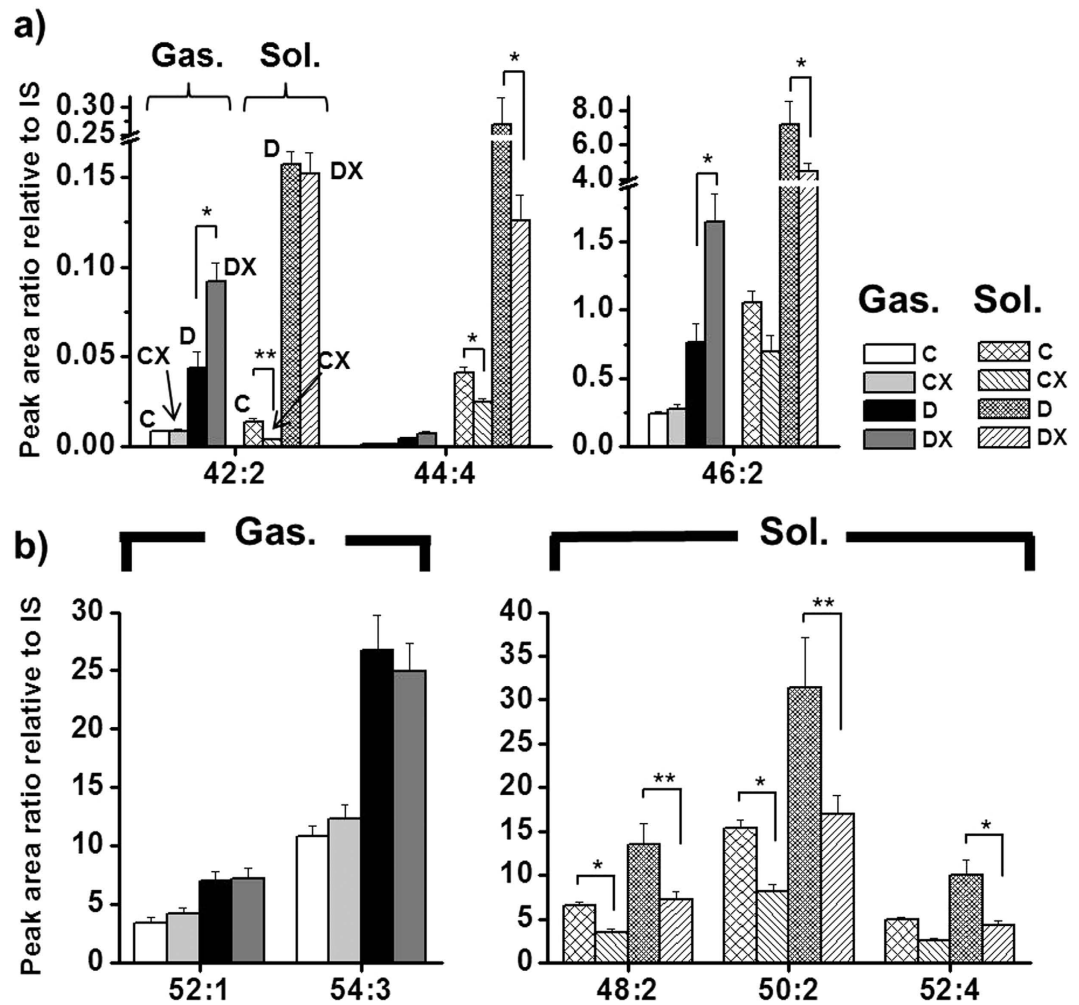 a)
Gas. Sol.
Peak area ratio relative to IS
0.30
0.25
0.15
0.10
0.05
0.00
C
CX
D
*
DX
C
**
CX
D
DX
*
*
42:2 44:4
8.0
6.0
4.0
1.5
1.0
0.5
0.0
*
*
46:2
Gas. Sol.
C C
CX CX
D D
DX DX
b)
Gas. Sol.
Peak area ratio relative to IS
30
25
20
15
10
5
0
52:1 54:3
40
35
30
25
20
15
10
5
0
*
**
*
**
*
48:2 50:2 52:4